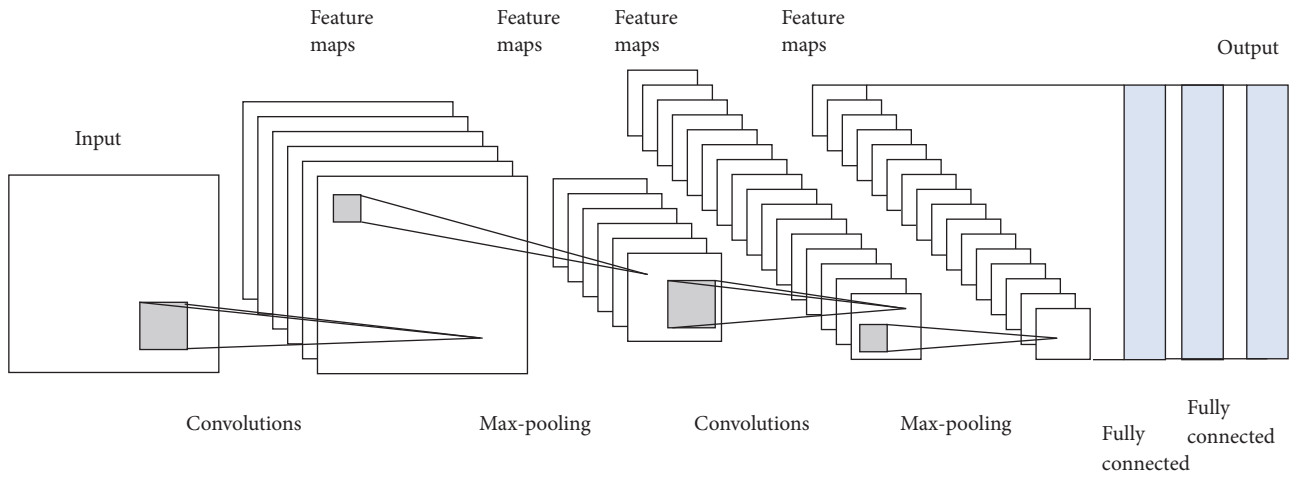 Feature
maps
Feature
maps
Feature
maps
Feature
maps
Output
Input
Convolutions
Max-pooling
Convolutions
Max-pooling
Fully
connected
Fully
connected